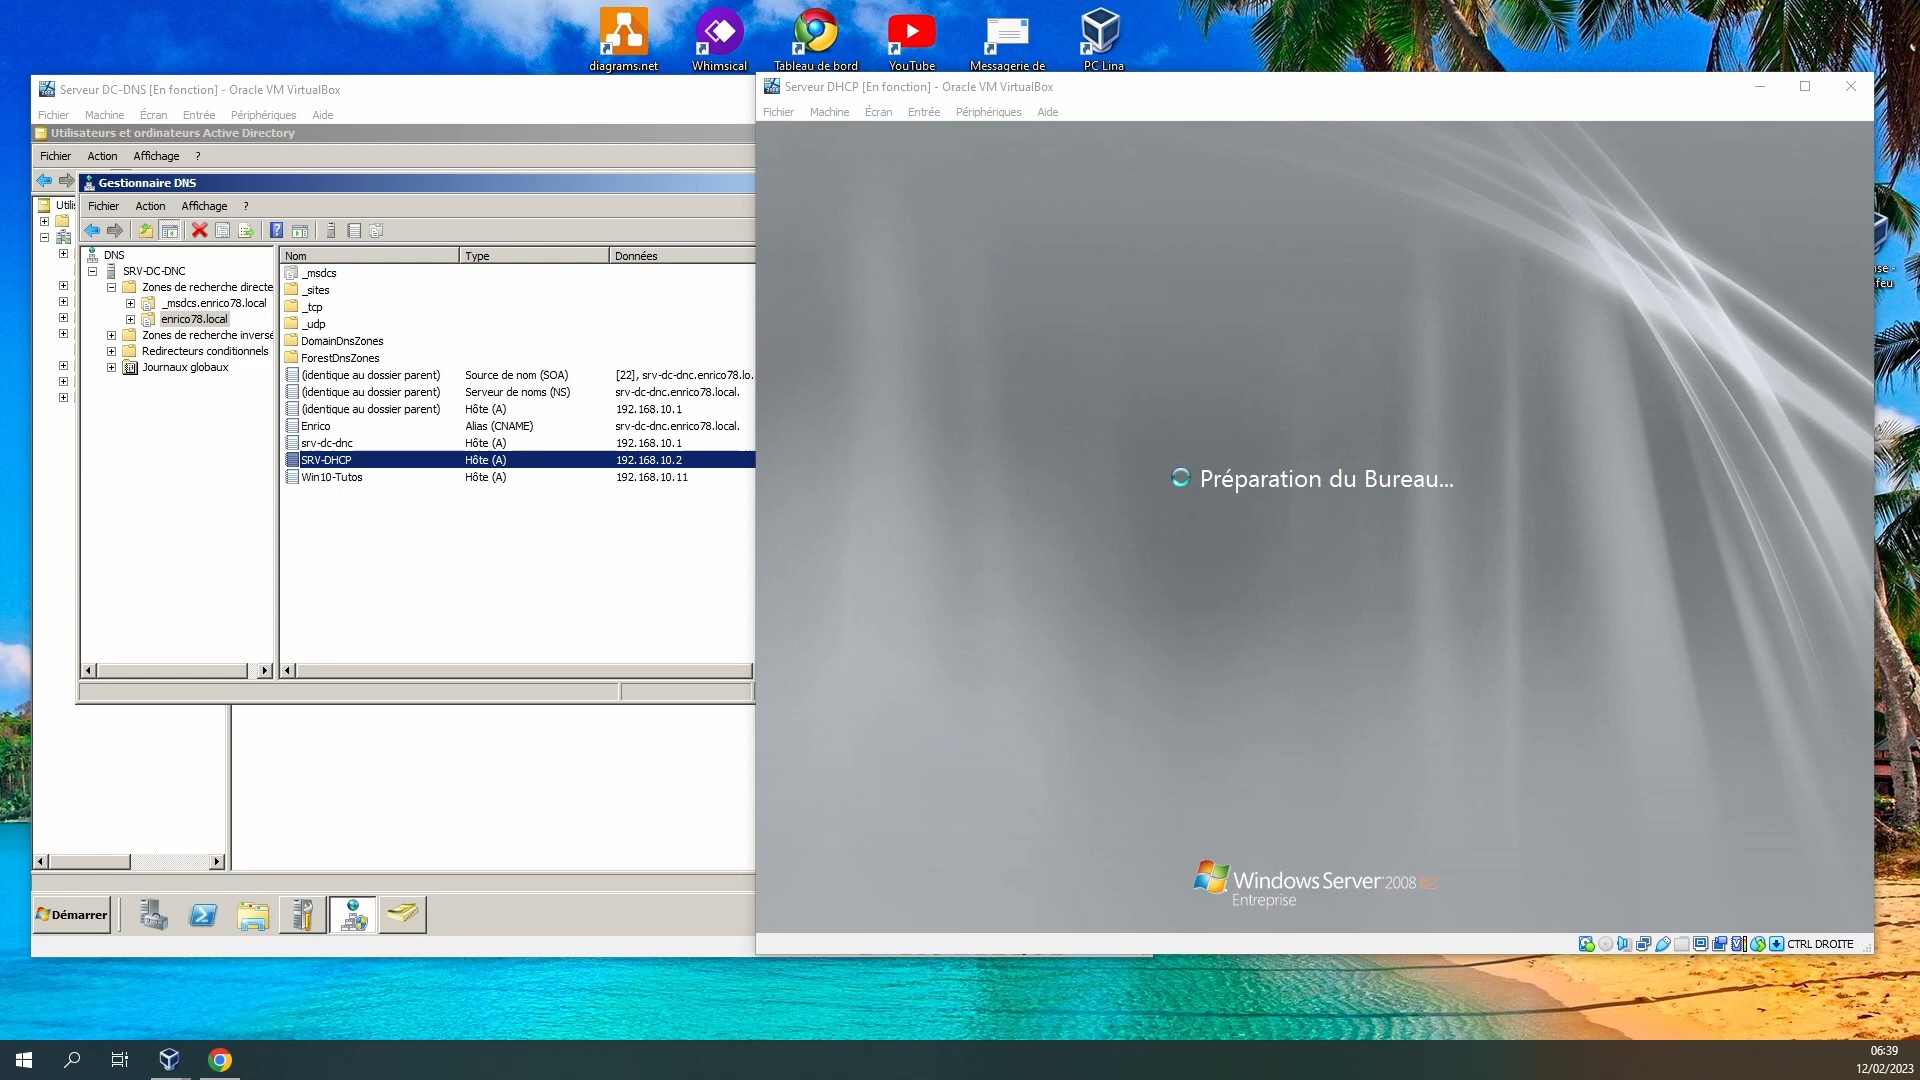 diagrams.net
Whimsical
Tableau de bord
YouTube
Messagerie de
PC Lina
Serveur DC-DNS [En fonction] - Oracle VM VirtualBox
Fichier Machine Écran Entrée Périphériques Aide
Utilisateurs et ordinateurs Active Directory
Fichier Action Affichage ?
Utilis
Gestionnaire DNS
Fichier Action Affichage ?
DNS
SRV-DC-DNC
Zones de recherche directe
_msdcs.enrico78.local
enrico78.local
Zones de recherche inversé
Redirecteurs conditionnels
Journaux globaux
Nom Type Données
_msdcs
_sites
_tcp
_udp
DomainDnsZones
ForestDnsZones
(identique au dossier parent) Source de nom (SOA) [22], srv-dc-dnc.enrico78.lo.
(identique au dossier parent) Serveur de noms (NS) srv-dc-dnc.enrico78.local.
(identique au dossier parent) Hôte (A) 192.168.10.1
Enrico Alias (CNAME) srv-dc-dnc.enrico78.local.
srv-dc-dnc Hôte (A) 192.168.10.1
SRV-DHCP Hôte (A) 192.168.10.2
Win10-Tutos Hôte (A) 192.168.10.11
Démarrer
Serveur DHCP [En fonction] - Oracle VM VirtualBox
Fichier Machine Écran Entrée Périphériques Aide
Préparation du Bureau...
Windows Server 2008 R2
Entreprise
CTRL DROITE
nse -
efeu
06:39
12/02/2023